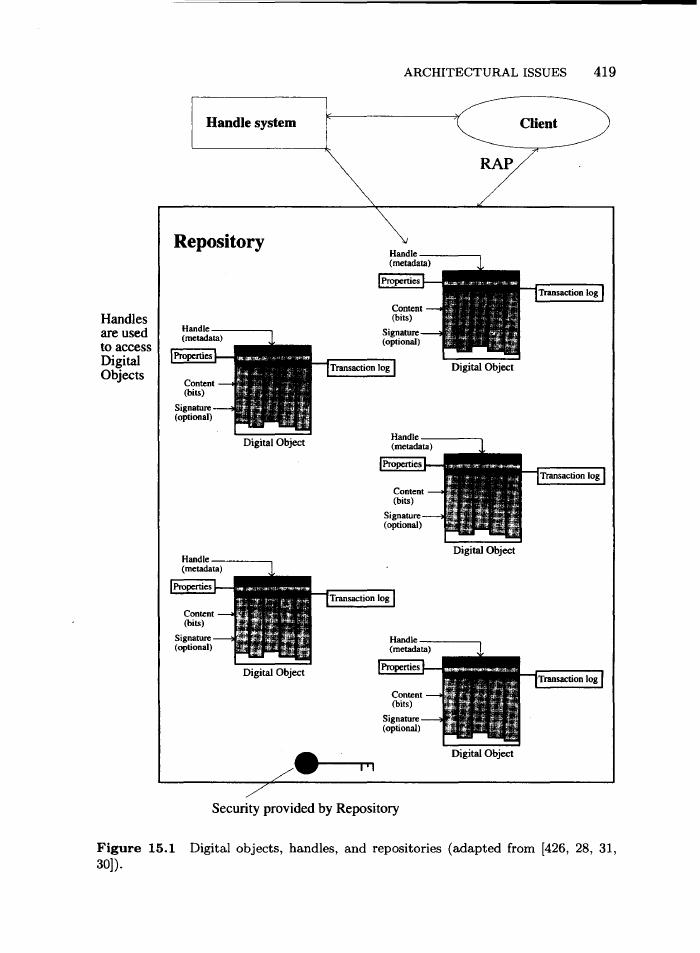 ARCHITECTURAL ISSUES 419
Handle system
Client
RAP
Repository
Handles
are used
to access
Digital
Objects
Handle
(metadata)
Properties
Transaction log
Content
(bits)
Signature
(optional)
Digital Object
Handle
(metadata)
Properties
Transaction log
Content
(bits)
Signature
(optional)
Digital Object
Handle
(metadata)
Properties
Transaction log
Content
(bits)
Signature
(optional)
Digital Object
Handle
(metadata)
Properties
Transaction log
Content
(bits)
Signature
(optional)
Digital Object
Handle
(metadata)
Properties
Transaction log
Content
(bits)
Signature
(optional)
Digital Object
Security provided by Repository
Figure 15.1 Digital objects, handles, and repositories (adapted from [426, 28, 31,
30]).